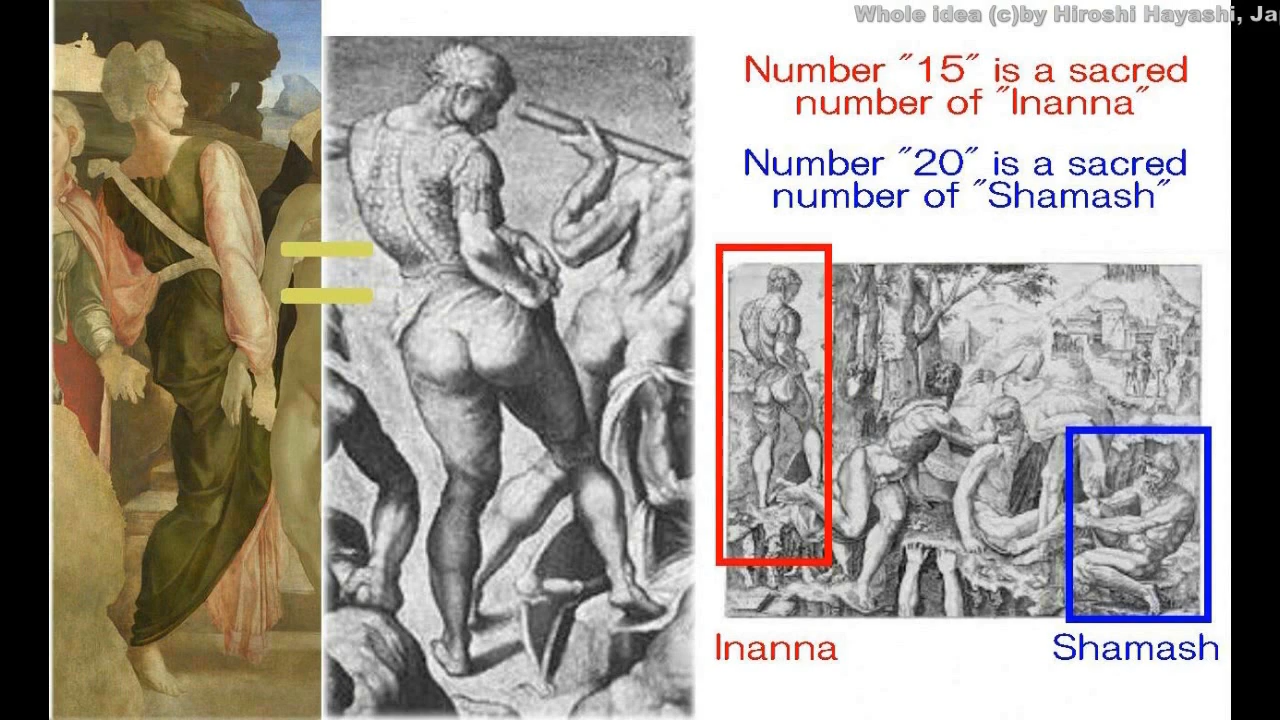 Whole idea (c)by Hiroshi Hayashi, Ja
Number "15" is a sacred
number of "Inanna"
Number "20" is a sacred
number of "Shamash"
Inanna
Shamash